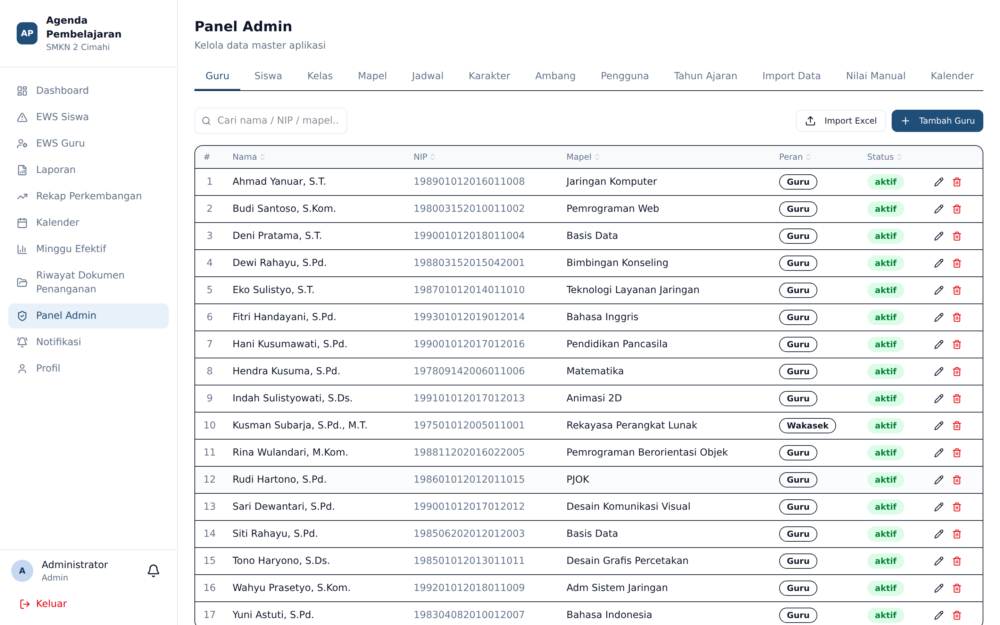 AP
Agenda
Pembelajaran
SMKN 2 Cimahi
Dashboard
EWS Siswa
EWS Guru
Laporan
Rekap Perkembangan
Kalender
Minggu Efektif
Riwayat Dokumen
Penanganan
Panel Admin
Notifikasi
Profil
A
Administrator
Admin
Keluar
Panel Admin
Kelola data master aplikasi
Guru Siswa Kelas Mapel Jadwal Karakter Ambang Pengguna Tahun Ajaran Import Data Nilai Manual Kalender
Cari nama / NIP / mapel.. Import Excel Tambah Guru
# Nama NIP Mapel Peran Status
1 Ahmad Yanuar, S.T. 198901012016011008 Jaringan Komputer Guru aktif
2 Budi Santoso, S.Kom. 198003152010011002 Pemrograman Web Guru aktif
3 Deni Pratama, S.T. 199001012018011004 Basis Data Guru aktif
4 Dewi Rahayu, S.Pd. 198803152015042001 Bimbingan Konseling Guru aktif
5 Eko Sulistyo, S.T. 198701012014011010 Teknologi Layanan Jaringan Guru aktif
6 Fitri Handayani, S.Pd. 199301012019012014 Bahasa Inggris Guru aktif
7 Hani Kusumawati, S.Pd. 199001012017012016 Pendidikan Pancasila Guru aktif
8 Hendra Kusuma, S.Pd. 197809142006011006 Matematika Guru aktif
9 Indah Sulistyowati, S.Ds. 199101012017012013 Animasi 2D Guru aktif
10 Kusman Subarja, S.Pd., M.T. 197501012005011001 Rekayasa Perangkat Lunak Wakasek aktif
11 Rina Wulandari, M.Kom. 198811202016022005 Pemrograman Berorientasi Objek Guru aktif
12 Rudi Hartono, S.Pd. 198601012012011015 PJOK Guru aktif
13 Sari Dewantari, S.Pd. 199001012017012012 Desain Komunikasi Visual Guru aktif
14 Siti Rahayu, S.Pd. 198506202012012003 Basis Data Guru aktif
15 Tono Haryono, S.Ds. 198501012013011011 Desain Grafis Percetakan Guru aktif
16 Wahyu Prasetyo, S.Kom. 199201012018011009 Adm Sistem Jaringan Guru aktif
17 Yuni Astuti, S.Pd. 198304082010012007 Bahasa Indonesia Guru aktif